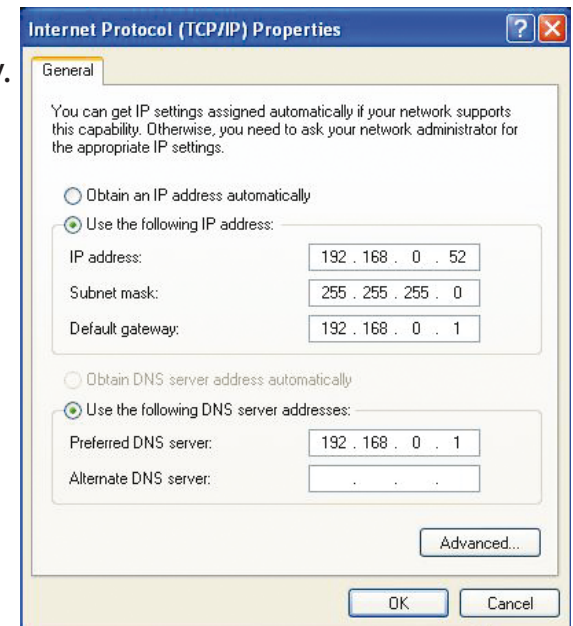 Internet Protocol (TCP/IP) Properties
y.
General
You can get IP settings assigned automatically if your network supports
this capability. Otherwise, you need to ask your network administrator for
the appropriate IP settings.
Obtain an IP address automatically
Use the following IP address:
IP address: 192 . 168 . 0 . 52
Subnet mask: 255 . 255 . 255 . 0
Default gateway: 192 . 168 . 0 . 1
Obtain DNS server address automatically
Use the following DNS server addresses:
Preferred DNS server: 192 . 168 . 0 . 1
Alternate DNS server: . . .
Advanced...
OK Cancel